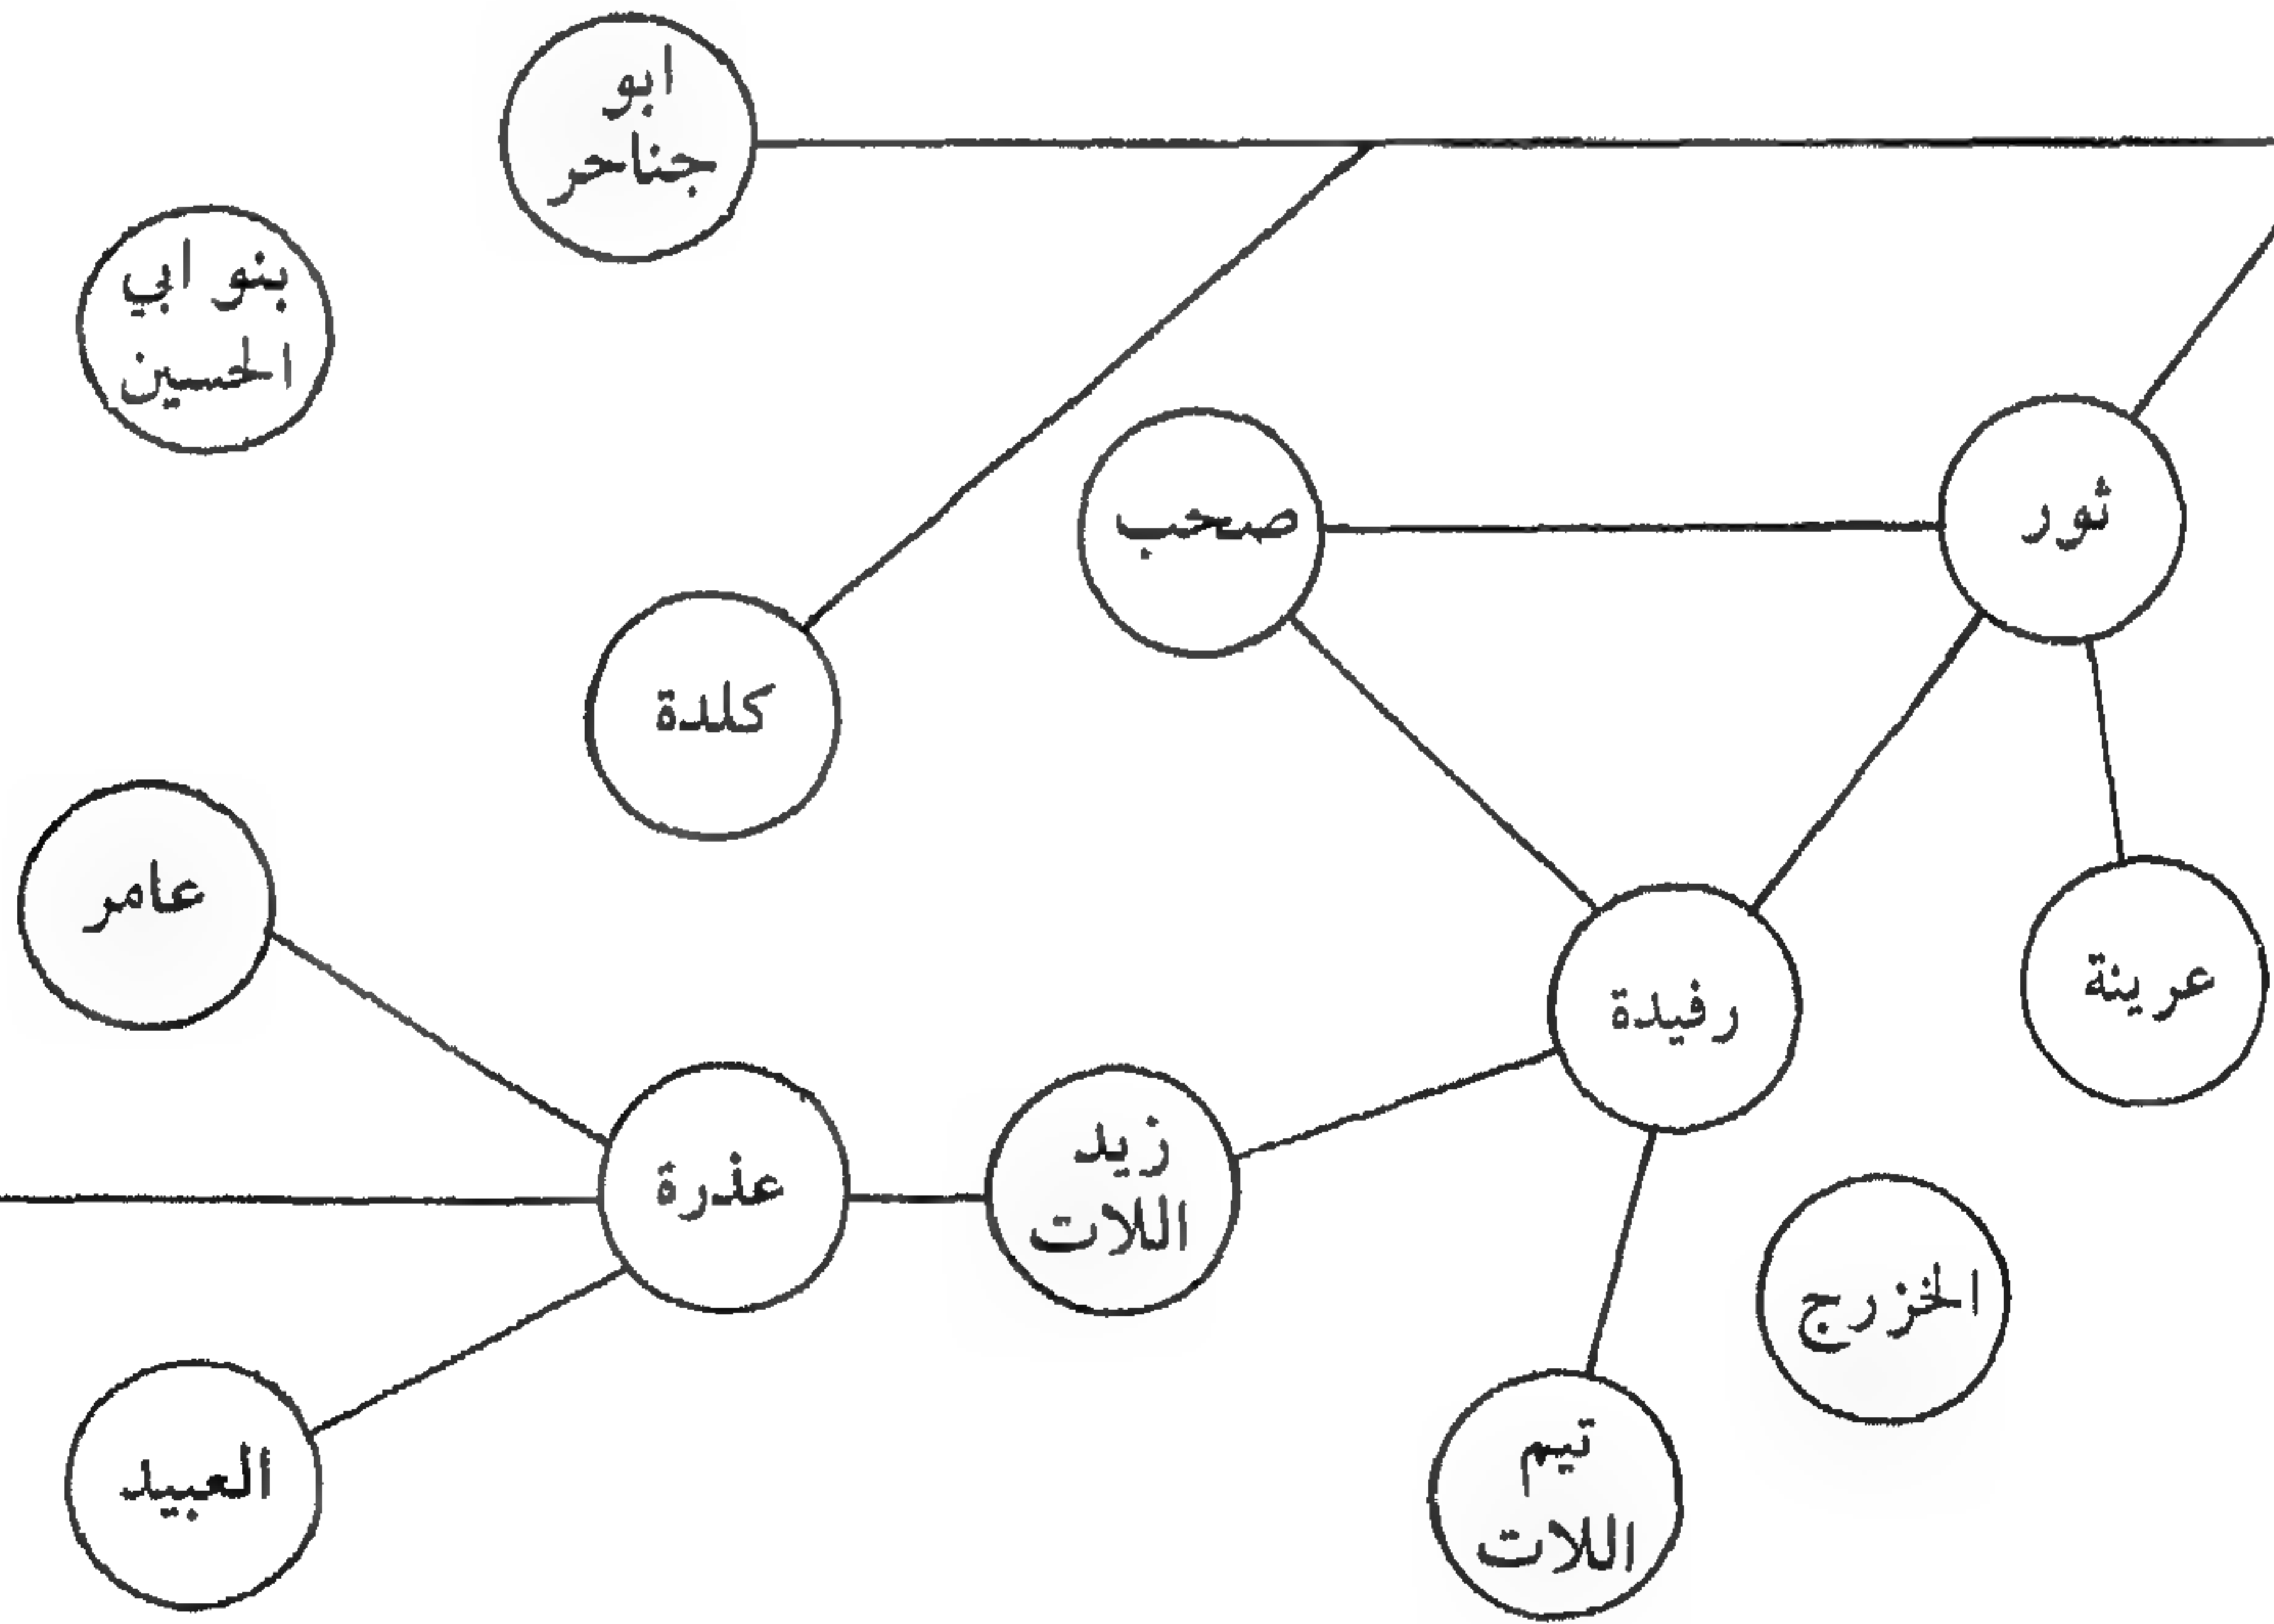 ابو
جناحر
بنو ابي
الحسين
صحب
ثور
كلدة
عامر
عرينة
رفيدة
زيد
اللات
عذرة
الخزرج
تيم
اللات
العبيد